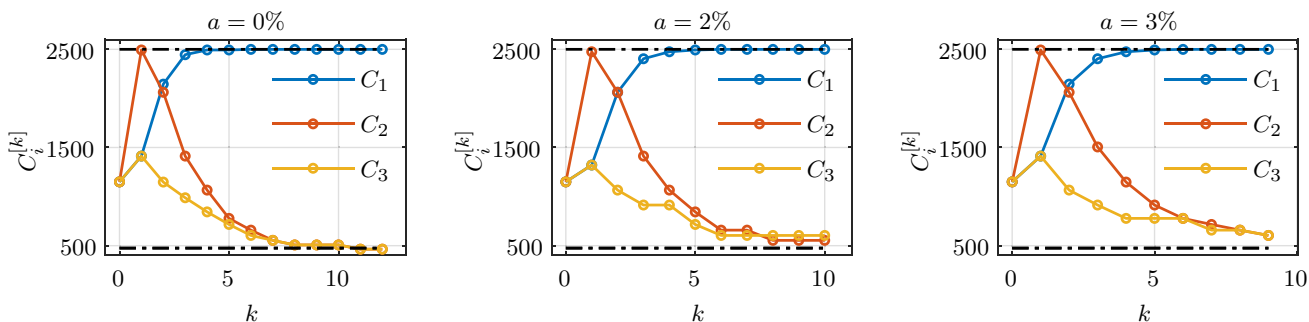 a = 0%
C_i^{[k]}
2500
1500
500
C_1
C_2
C_3
0 5 10
k
a = 2%
C_i^{[k]}
2500
1500
500
C_1
C_2
C_3
0 5 10
k
a = 3%
C_i^{[k]}
2500
1500
500
C_1
C_2
C_3
0 5 10
k